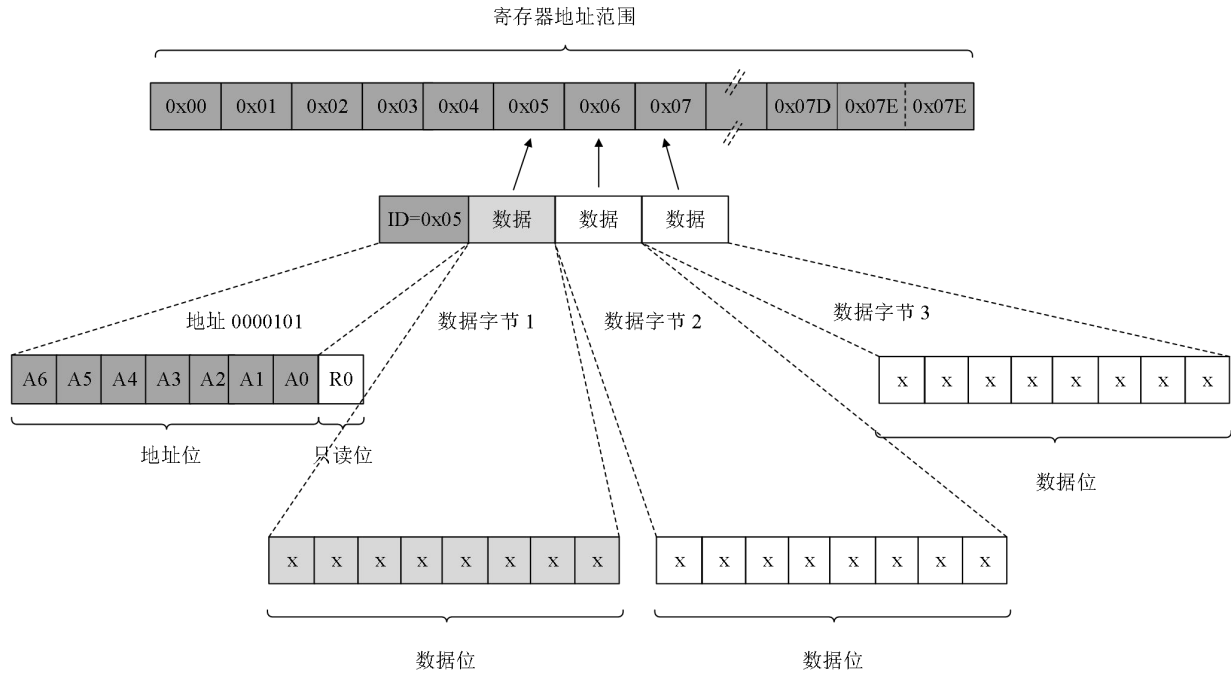 寄存器地址范围
0x00 0x01 0x02 0x03 0x04 0x05 0x06 0x07 0x07D 0x07E 0x07E
ID=0x05 数据 数据 数据
地址 0000101
数据字节 1
数据字节 2
数据字节 3
A6 A5 A4 A3 A2 A1 A0 R0
x x x x x x x x
地址位
只读位
数据位
x x x x x x x x
x x x x x x x x
数据位
数据位